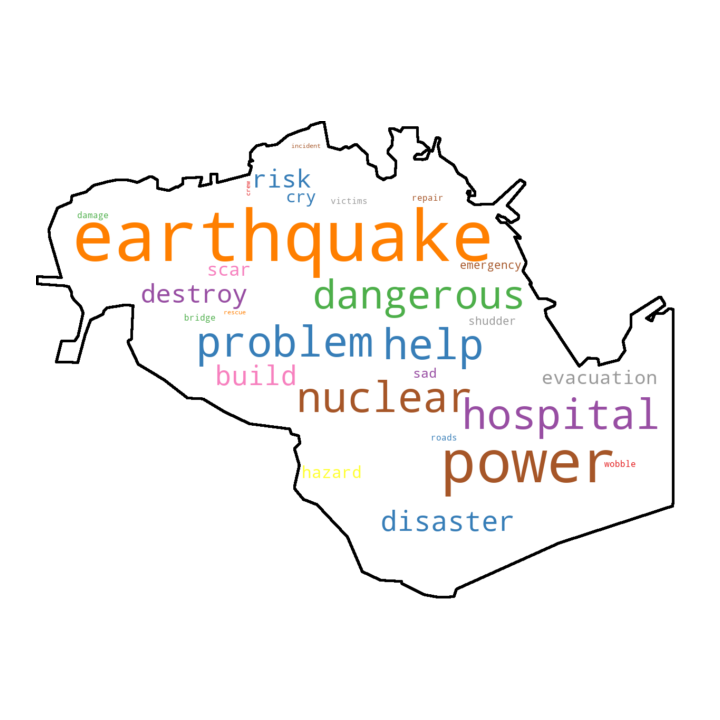 incident
risk
crew
cry
victims
repair
damage
earthquake
emergency
scar
destroy
dangerous
rescue
bridge
shudder
problem
help
sad
build
evacuation
nuclear
hospital
roads
power
wobble
hazard
disaster